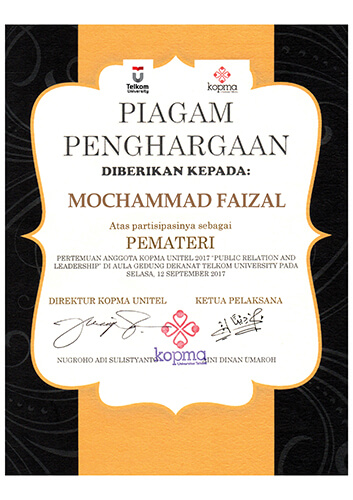 Telkom
University
kopma
PIAGAM
PENGHARGAAN
DIBERIKAN KEPADA:
MOCHAMMAD FAIZAL
Atas partisipasinya sebagai
PEMATERI
PERTEMUAN ANGGOTA KOPMA UNITEL 2017 "PUBLIC RELATION AND
LEADERSHIP" DI AULA GEDUNG DEKANAT TELKOM UNIVERSITY PADA
SELASA, 12 SEPTEMBER 2017
DIREKTUR KOPMA UNITEL KETUA PELAKSANA
kopma
NUGROHO ADI SULISTYANTO DINAN UMAROH